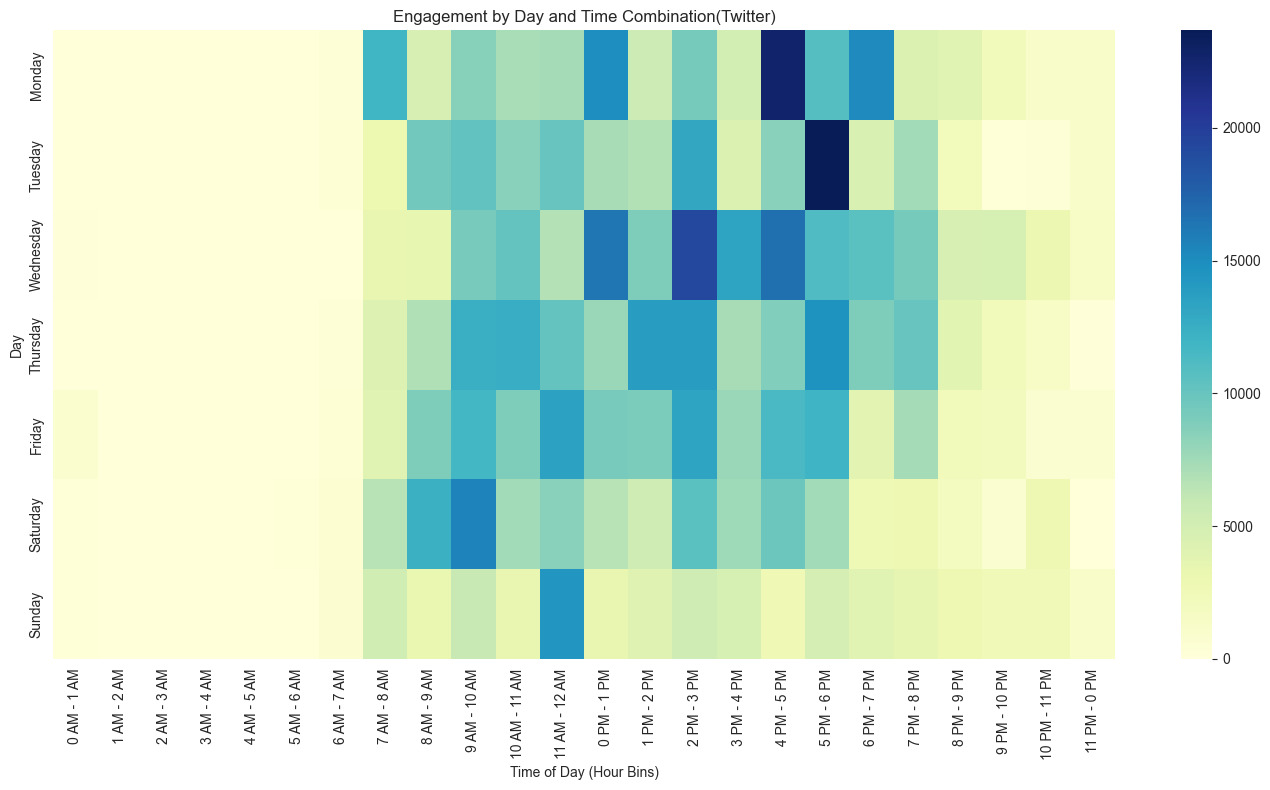 Engagement by Day and Time Combination(Twitter)
Day
Monday
Tuesday
Wednesday
Thursday
Friday
Saturday
Sunday
0 AM - 1 AM
1 AM - 2 AM
2 AM - 3 AM
3 AM - 4 AM
4 AM - 5 AM
5 AM - 6 AM
6 AM - 7 AM
7 AM - 8 AM
8 AM - 9 AM
9 AM - 10 AM
10 AM - 11 AM
11 AM - 12 AM
0 PM - 1 PM
1 PM - 2 PM
2 PM - 3 PM
3 PM - 4 PM
4 PM - 5 PM
5 PM - 6 PM
6 PM - 7 PM
7 PM - 8 PM
8 PM - 9 PM
9 PM - 10 PM
10 PM - 11 PM
11 PM - 0 PM
Time of Day (Hour Bins)
20000
15000
10000
5000
0